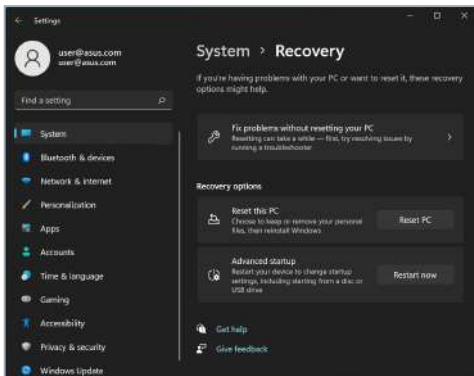 Settings
user@asus.com
user@asus.com
Find a setting
System
Bluetooth & devices
Network & internet
Personalization
Apps
Accounts
Time & language
Gaming
Accessibility
Privacy & security
Windows Update
System > Recovery
If you're having problems with your PC or want to reset it, these recovery
options might help.
Fix problems without resetting your PC
Resetting can take a while — first, try resolving issues by
running a troubleshooter
Recovery options
Reset this PC
Choose to keep or remove your personal
files, then reinstall Windows
Reset PC
Advanced startup
Restart your device to change startup
settings, including starting from a disc or
USB drive
Restart now
Get help
Give feedback